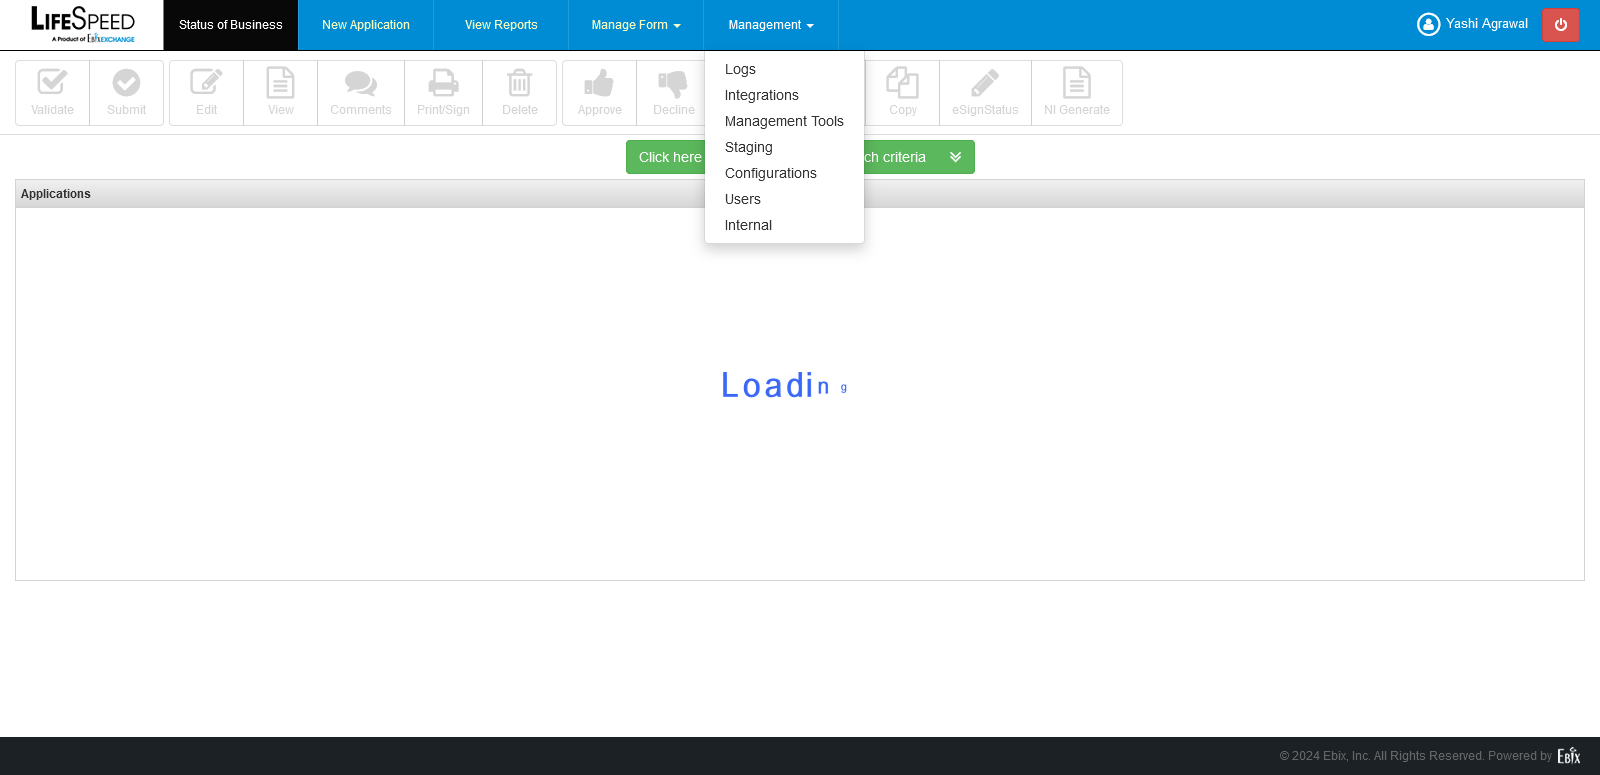 LIFESPEED
A Product of EbixEXCHANGE
Status of Business
New Application
View Reports
Manage Form
Management
Yashi Agrawal
Validate
Submit
Edit
View
Comments
Print/Sign
Delete
Approve
Decline
Copy
eSignStatus
NI Generate
Logs
Integrations
Management Tools
Staging
Configurations
Users
Internal
Click here
ch criteria
Applications
Loading
© 2024 Ebix, Inc. All Rights Reserved. Powered by EBIX